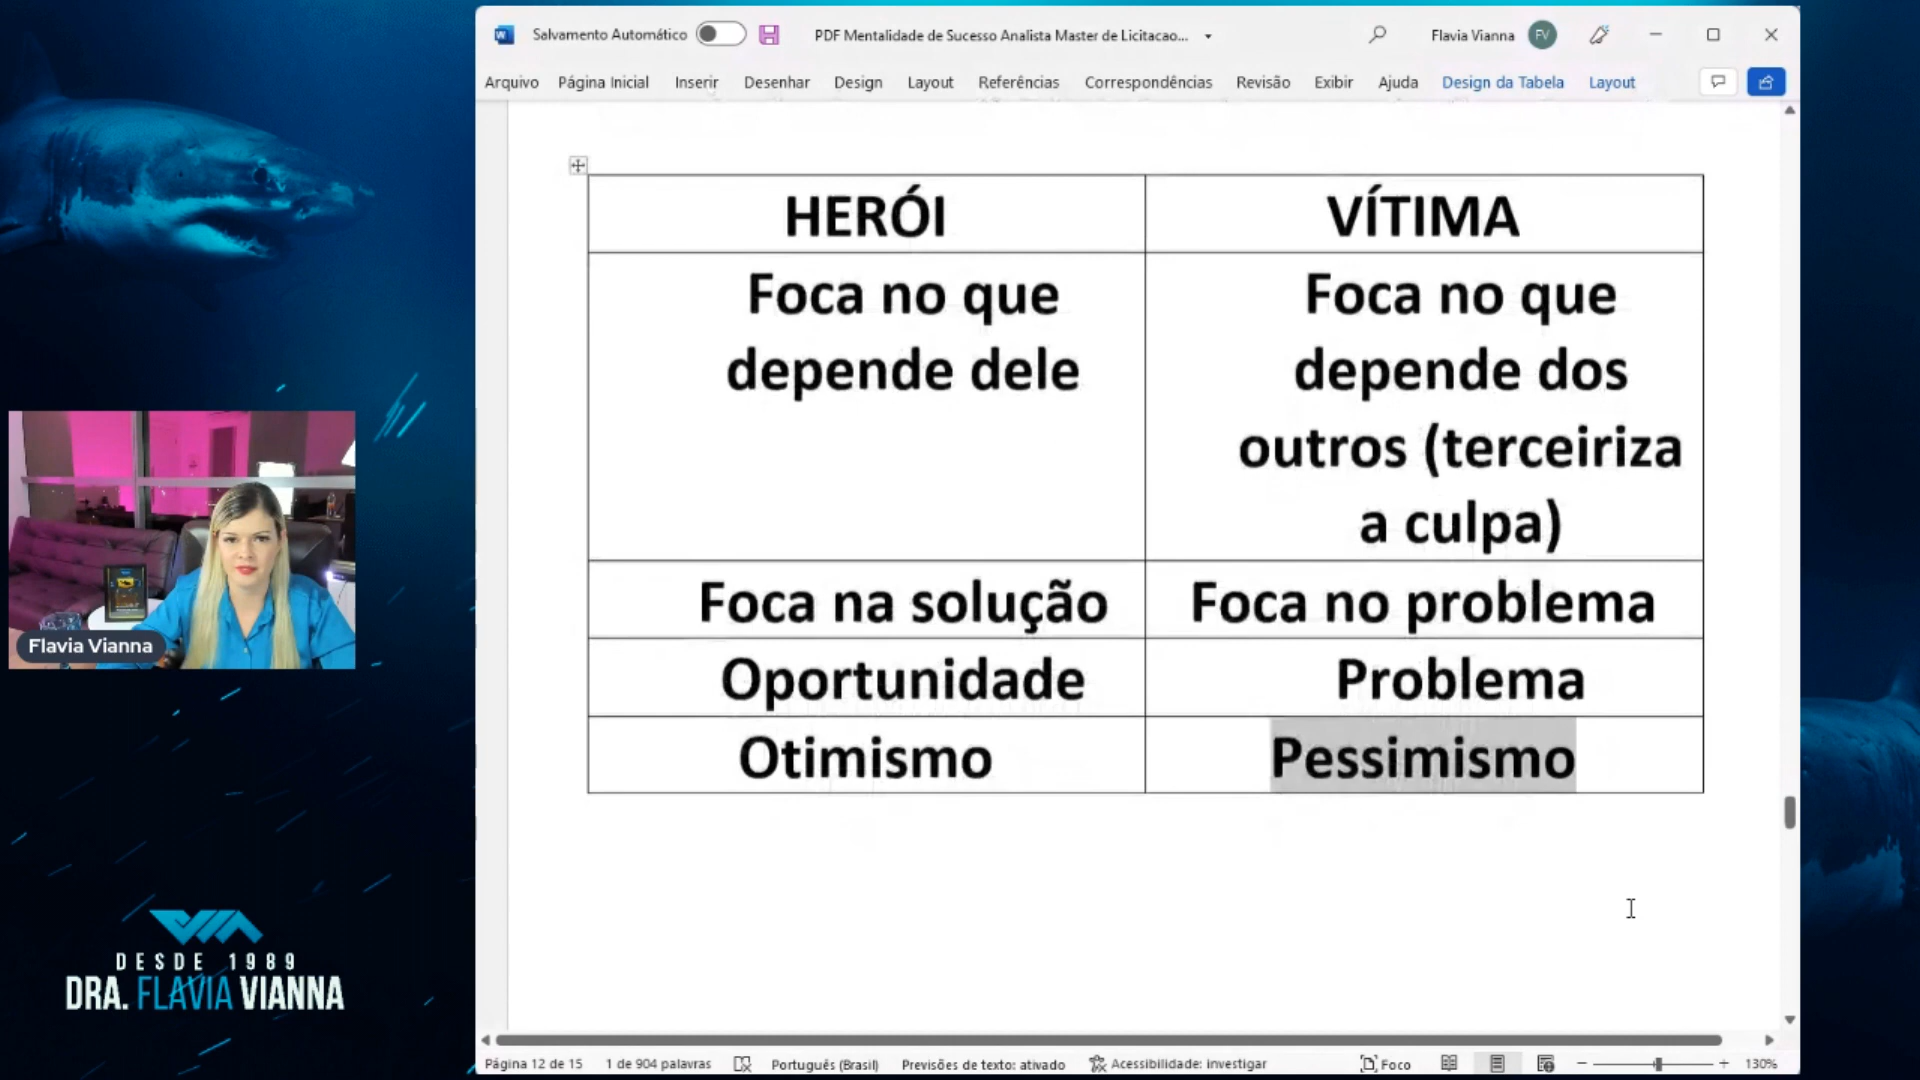 Salvamento Automático
PDF Mentalidade de Sucesso Analista Master de Licitacao...
Flavia Vianna
FV
Arquivo Página Inicial Inserir Desenhar Design Layout Referências Correspondências Revisão Exibir Ajuda Design da Tabela Layout
HERÓI
VÍTIMA
Foca no que
depende dele
Foca no que
depende dos
outros (terceiriza
a culpa)
Foca na solução
Foca no problema
Oportunidade
Problema
Otimismo
Pessimismo
Flavia Vianna
DESDE 1989
DRA. FLAVIA VIANNA
Página 12 de 15 1 de 904 palavras Português (Brasil) Previsões de texto: ativado Acessibilidade: investigar Foco 130%